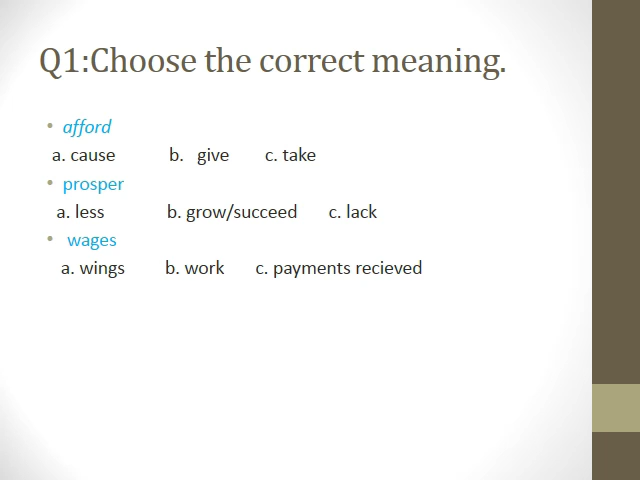 Q1:Choose the correct meaning.
• afford
a. cause b. give c. take
• prosper
a. less b. grow/succeed c. lack
• wages
a. wings b. work c. payments recieved